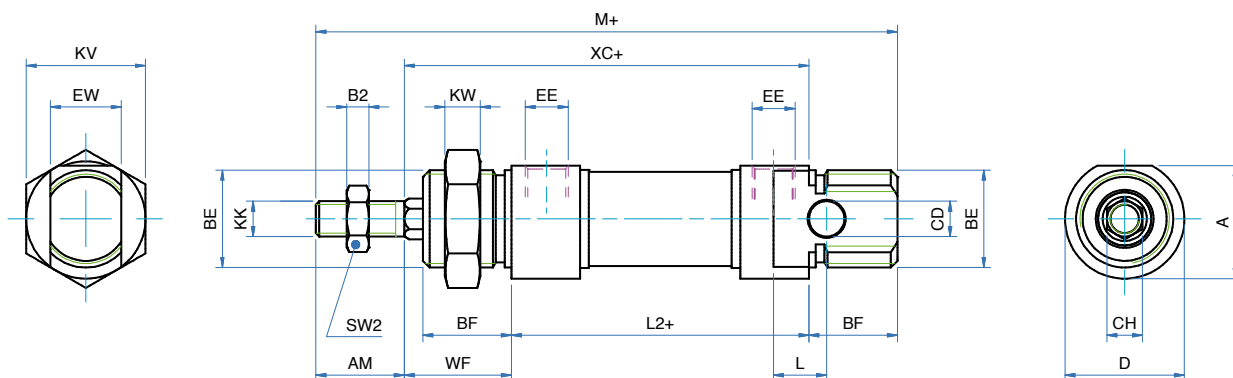 M+
KV
XC+
EW
B2
KW
EE
EE
BE
KK
CD
BE
A
SW2
BF
L2+
BF
CH
AM
WF
L
D